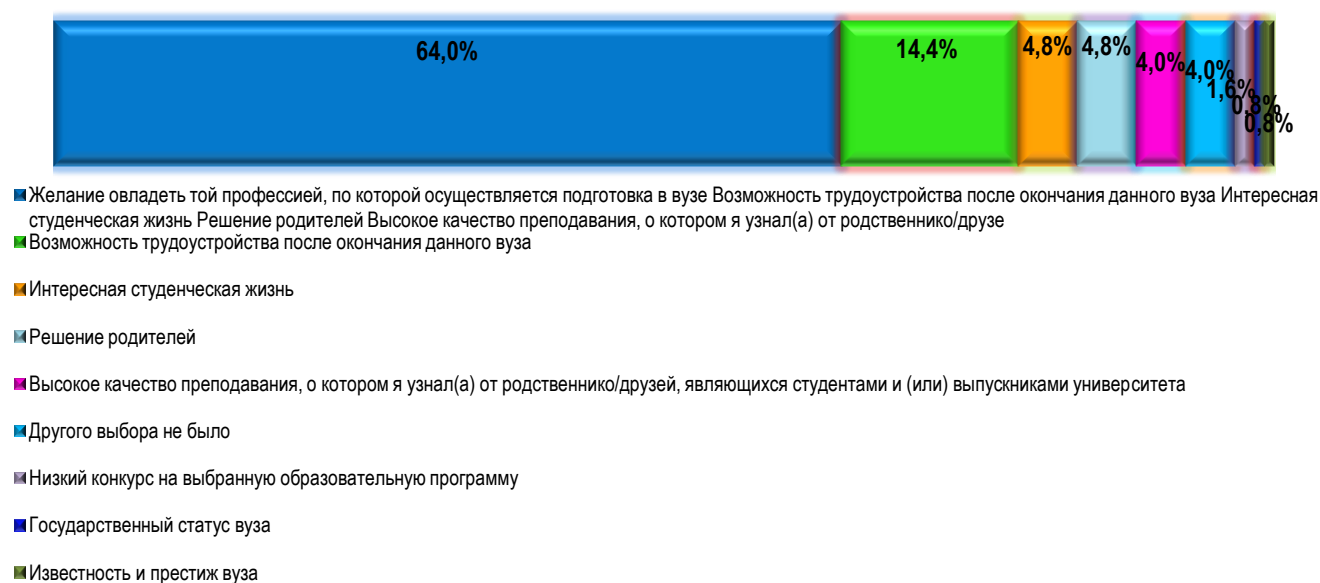 64,0% 14,4% 4,8% 4,8% 4,0% 4,0% 1,6% 0,8% 0,8%
Желание овладеть той профессией, по которой осуществляется подготовка в вузе Возможность трудоустройства после окончания данного вуза Интересная
студенческая жизнь Решение родителей Высокое качество преподавания, о котором я узнал(а) от родственнико/друзе
Возможность трудоустройства после окончания данного вуза
Интересная студенческая жизнь
Решение родителей
Высокое качество преподавания, о котором я узнал(а) от родственнико/друзей, являющихся студентами и (или) выпускниками университета
Другого выбора не было
Низкий конкурс на выбранную образовательную программу
Государственный статус вуза
Известность и престиж вуза